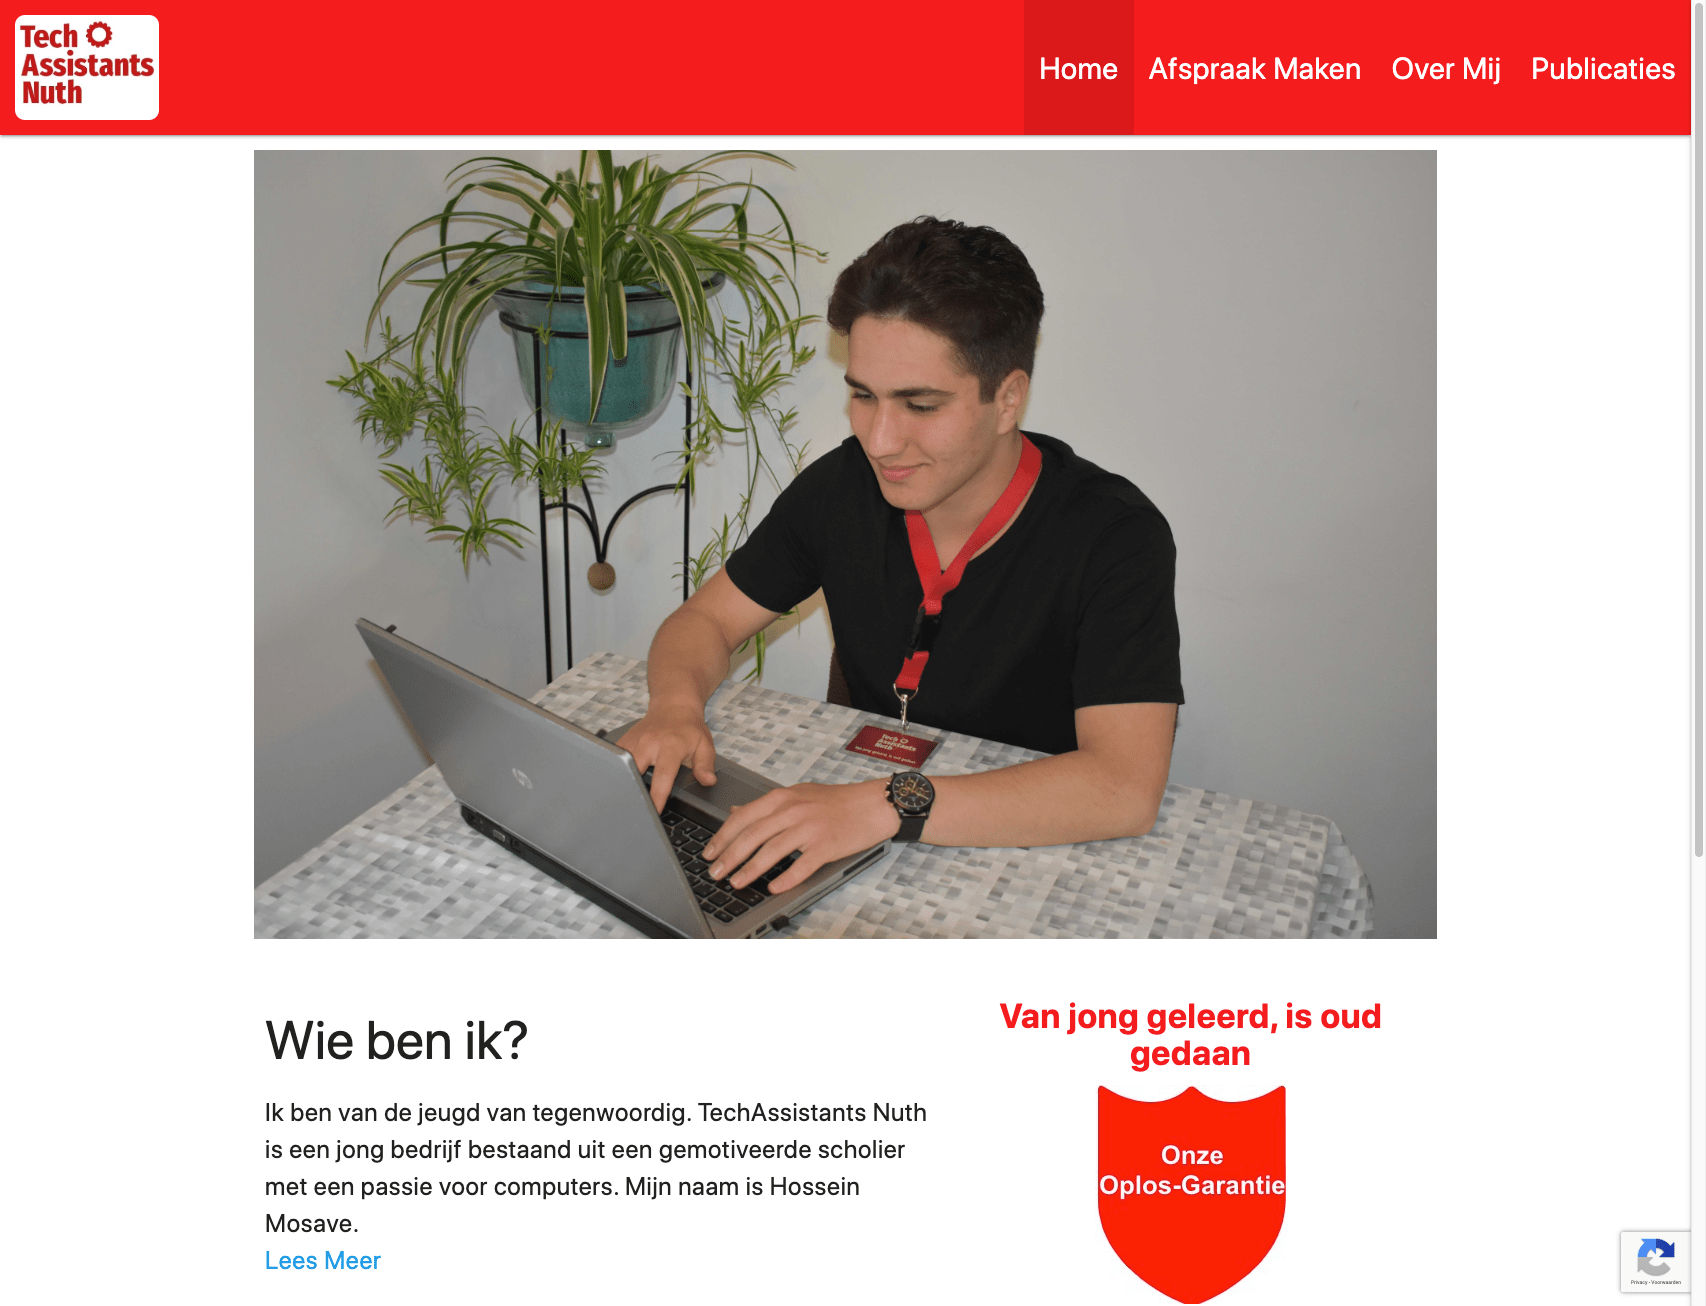 Tech
Assistants
Nuth
Home
Afspraak Maken
Over Mij
Publicaties
Tech
Assistants
Nuth
Wie ben ik?
Ik ben van de jeugd van tegenwoordig. TechAssistants Nuth
is een jong bedrijf bestaand uit een gemotiveerde scholier
met een passie voor computers. Mijn naam is Hossein
Mosave.
Lees Meer
Van jong geleerd, is oud
gedaan
Onze
Oplos-Garantie
Privacy - Voorwaarden